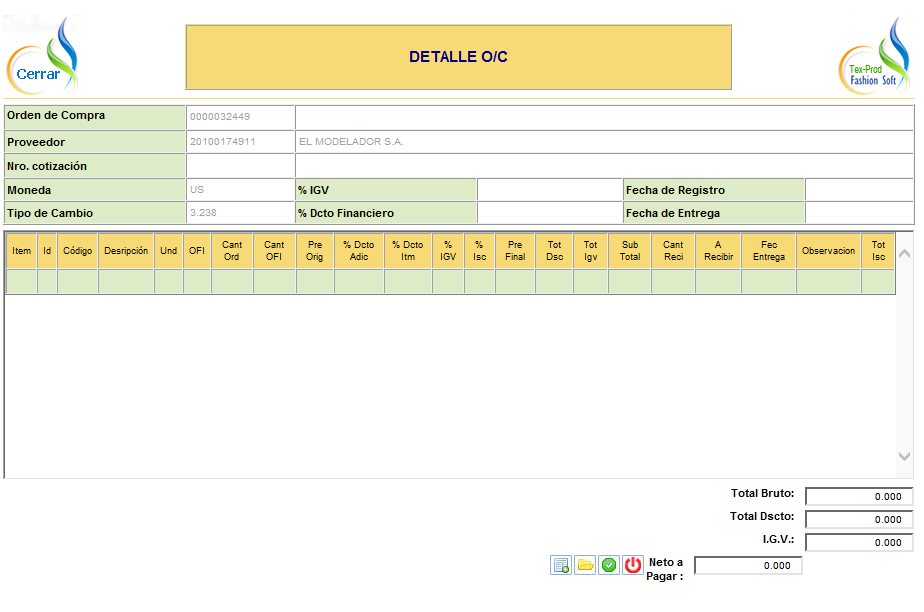 Cerrar
DETALLE O/C
Tex-Prod
Fashion Soft
Orden de Compra 0000032449
Proveedor 20100174911 EL MODELADOR S.A.
Nro. cotización
Moneda US % IGV Fecha de Registro
Tipo de Cambio 3.238 % Dcto Financiero Fecha de Entrega
Item Id Código Desripción Und OFI Cant Ord Cant OFI Pre Orig % Dcto Adic % Dcto Itm % IGV % Isc Pre Final Tot Dsc Tot Igv Sub Total Cant Reci A Recibir Fec Entrega Observacion Tot Isc
Total Bruto: 0.000
Total Dscto: 0.000
I.G.V.: 0.000
Neto a Pagar : 0.000